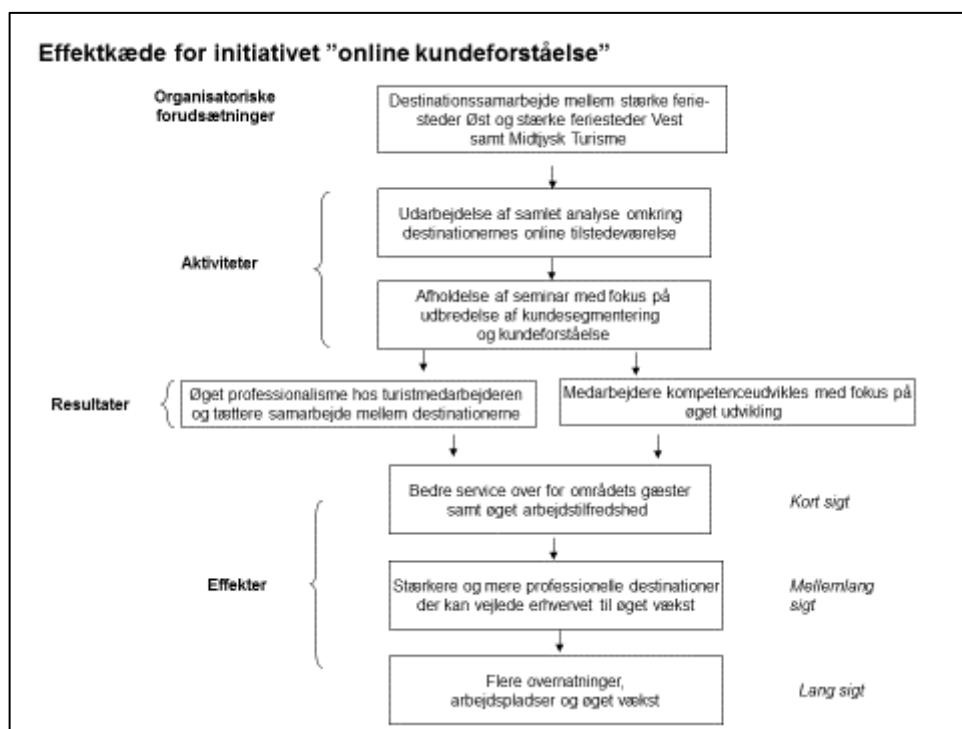 Effektkæde for initiativet "online kundeforståelse"
Organisatoriske
forudsætninger
Destinationssamarbejde mellem stærke ferie-
steder Øst og stærke feriesteder Vest
samt Midtjysk Turisme
Aktiviteter
Udarbejdelse af samlet analyse omkring
destinationernes online tilstedeværelse
Afholdelse af seminar med fokus på
udbredelse af kundesegmentering
og kundeforståelse
Resultater
Øget professionalisme hos turistmedarbejderen
og tættere samarbejde mellem destinationerne
Medarbejdere kompetenceudvikles med fokus på
øget udvikling
Effekter
Bedre service over for områdets gæster
samt øget arbejdstilfredshed
Kort sigt
Stærkere og mere professionelle destinationer
der kan vejlede erhvervet til øget vækst
Mellemlang
sigt
Flere overnatninger,
arbejdspladser og øget vækst
Lang sigt